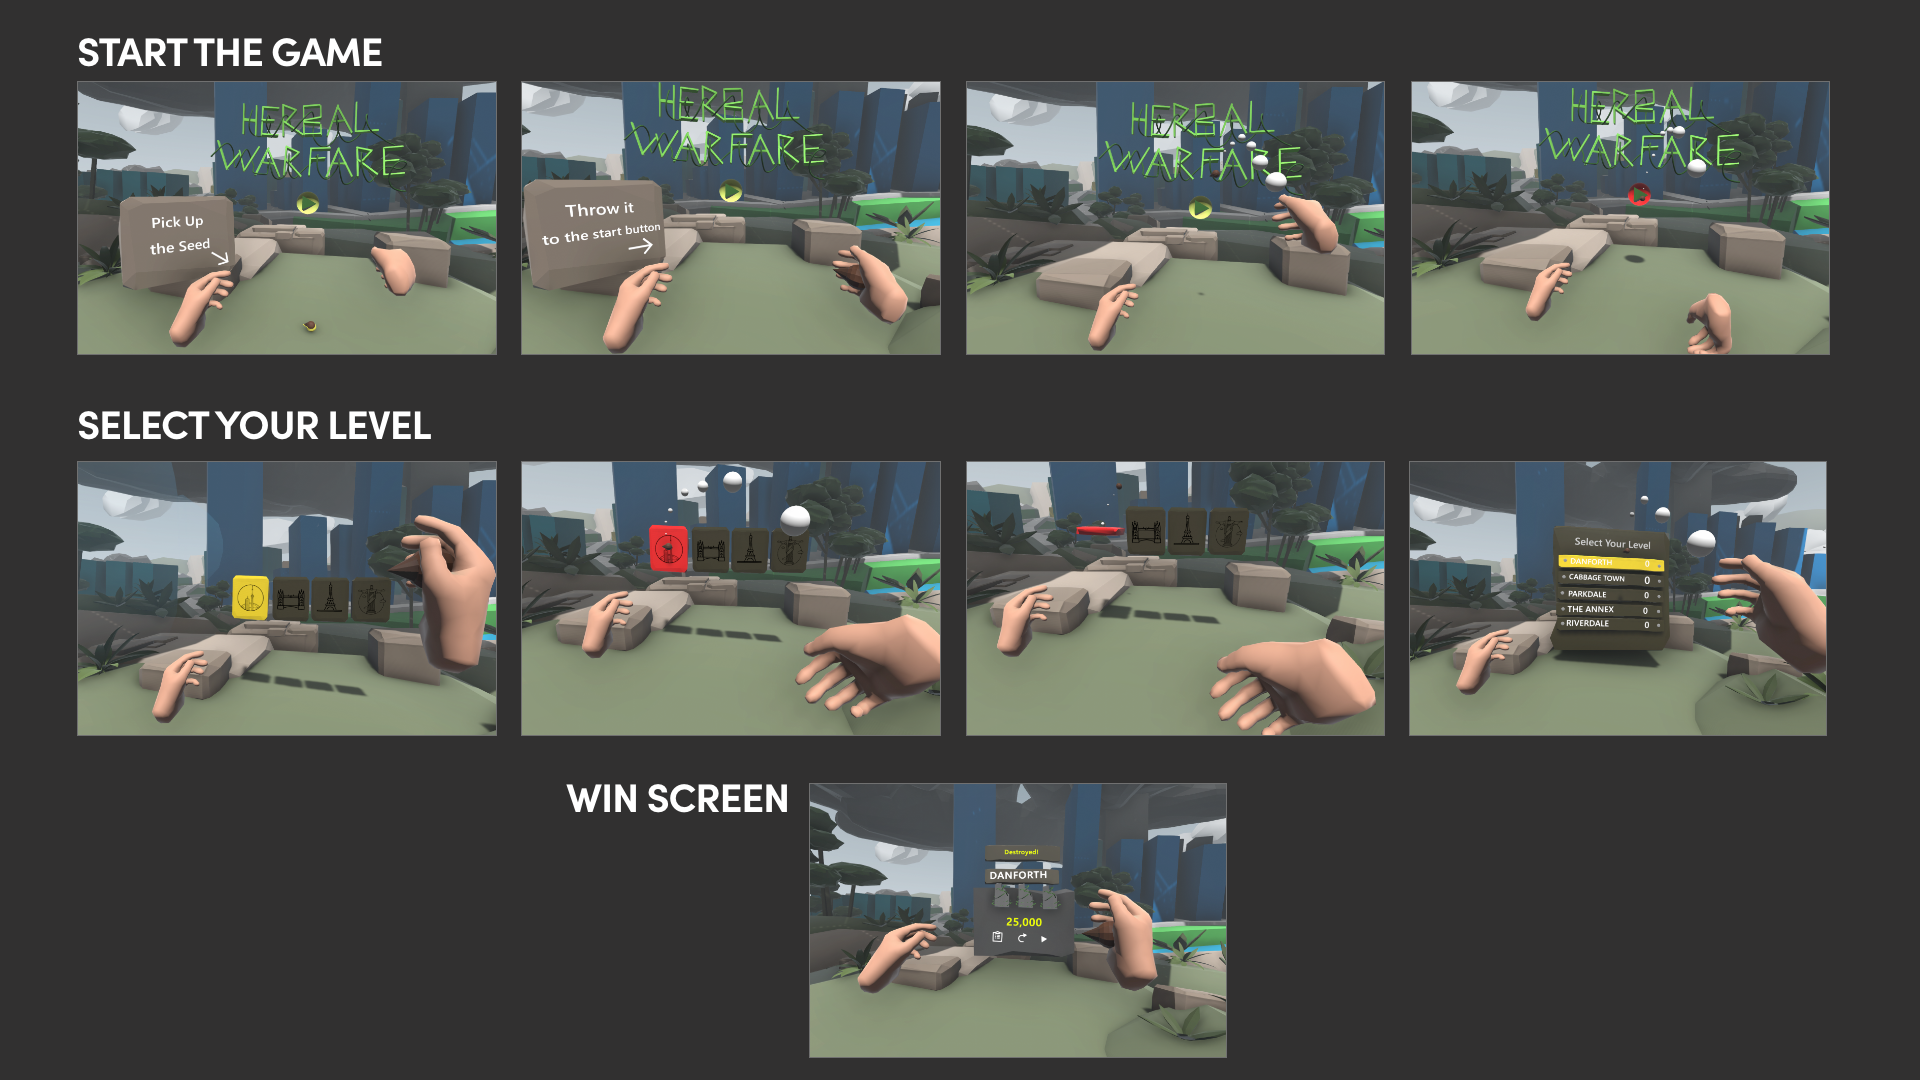 START THE GAME
HERBAL
WARFARE
Pick Up
the Seed
HERBAL
WARFARE
Throw it
to the start button
HERBAL
WARFARE
HERBAL
WARFARE
SELECT YOUR LEVEL
Select Your Level
DANFORTH 0
CABBAGE TOWN 0
PARKDALE 0
THE ANNEX 0
RIVERDALE 0
WIN SCREEN
Destroyed!
DANFORTH
25,000